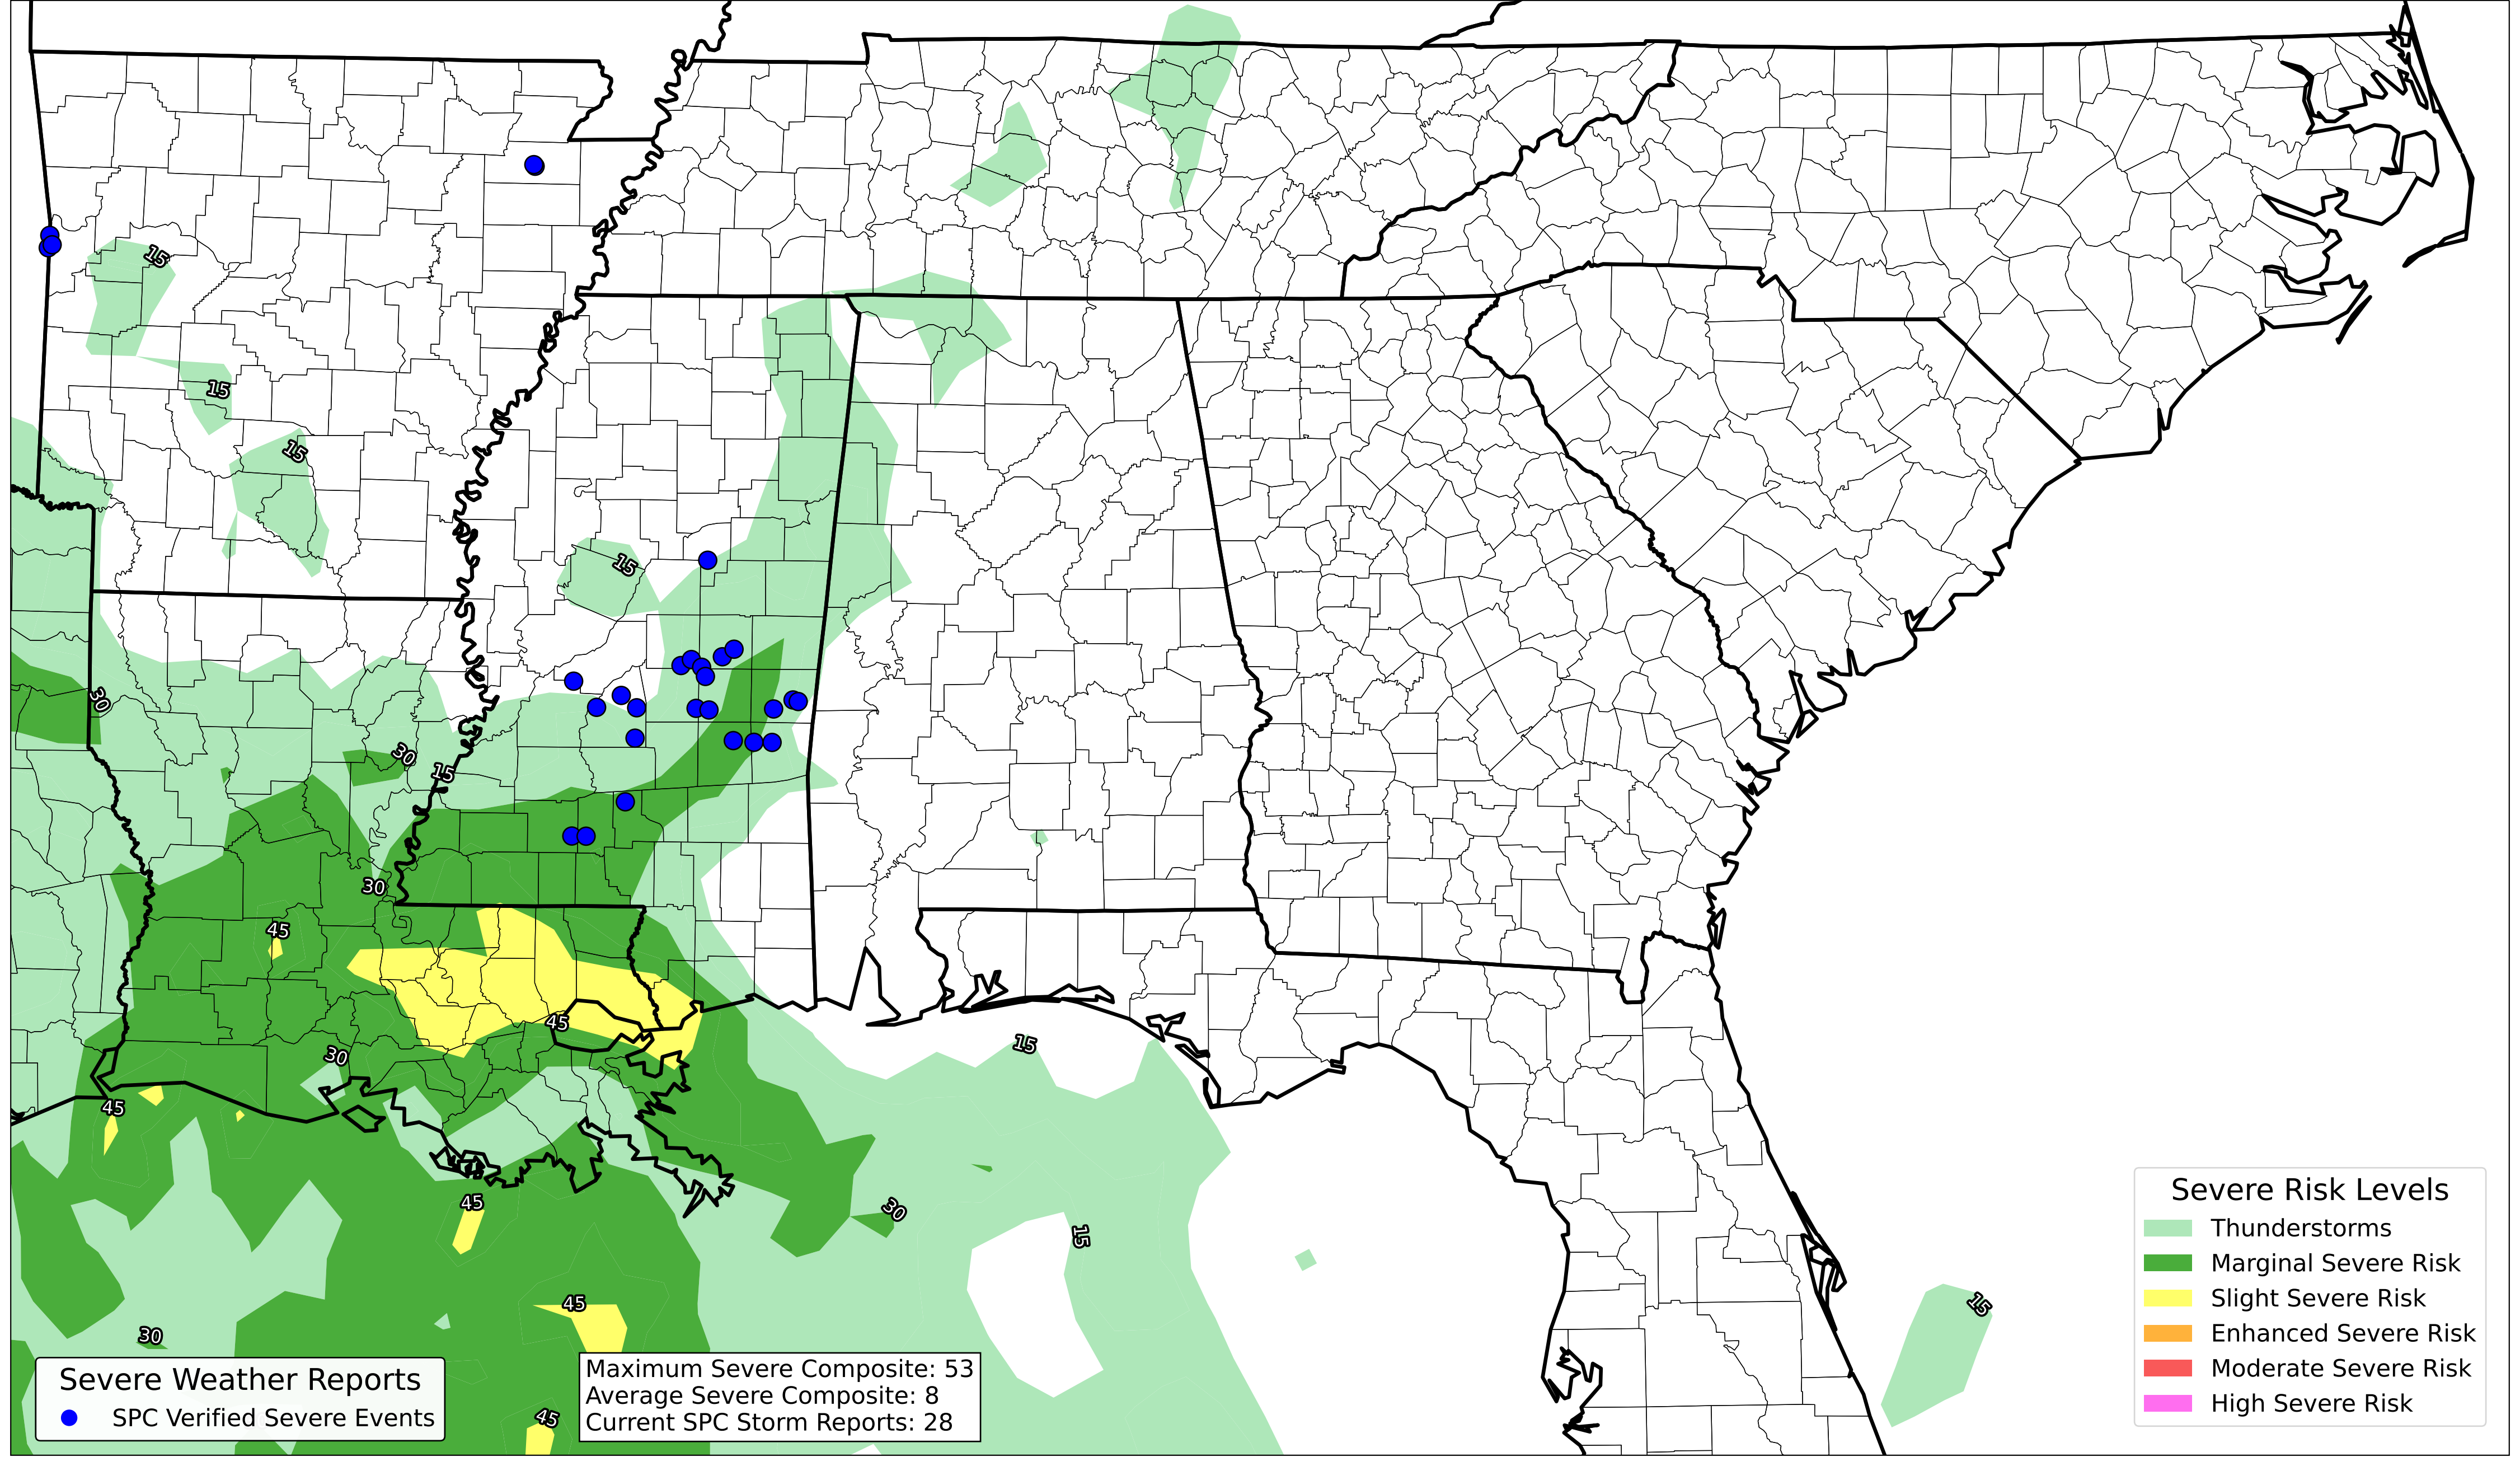 15
15
15
15
30
30
15
30
45
45
30
15
45
45
30
15
45
15
30
45
Severe Weather Reports
SPC Verified Severe Events
Maximum Severe Composite: 53
Average Severe Composite: 8
Current SPC Storm Reports: 28
Severe Risk Levels
Thunderstorms
Marginal Severe Risk
Slight Severe Risk
Enhanced Severe Risk
Moderate Severe Risk
High Severe Risk